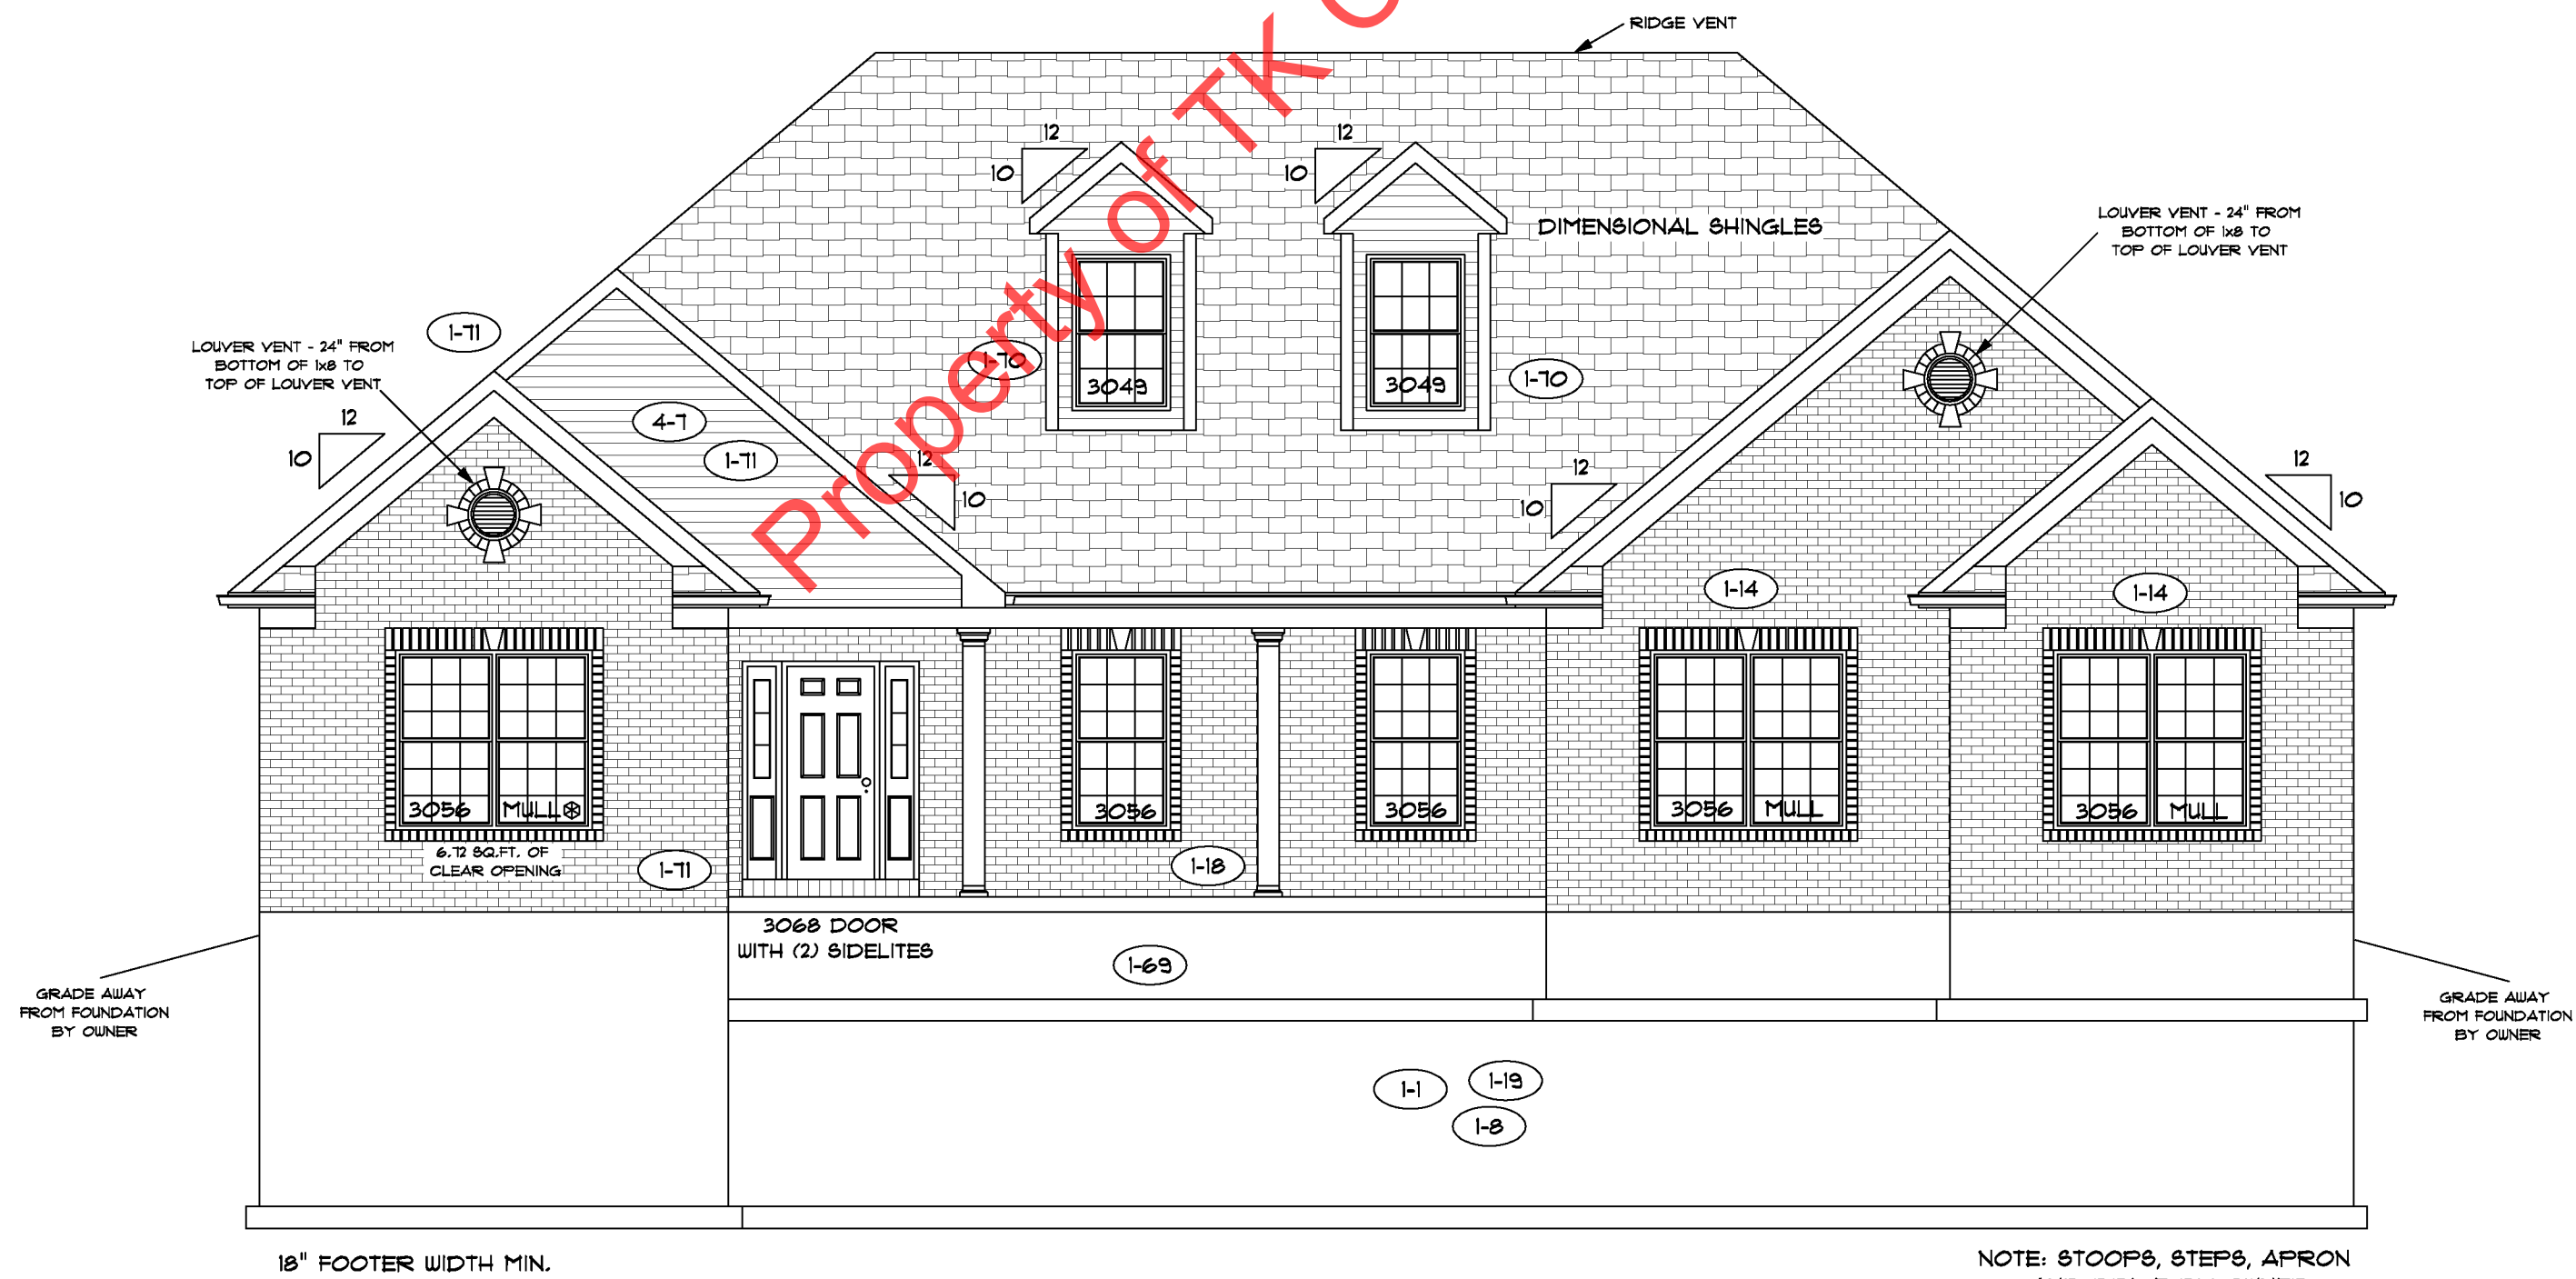 RIDGE VENT
Property of TK
12
10
12
10
DIMENSIONAL SHINGLES
LOUVER VENT - 24" FROM
BOTTOM OF 1x8 TO
TOP OF LOUVER VENT
1-71
LOUVER VENT - 24" FROM
BOTTOM OF 1x8 TO
TOP OF LOUVER VENT
1-70
3049
3049
1-70
12
10
4-7
1-71
12
10
12
10
12
10
1-14
1-14
3056 MULL
3056
3056
3056 MULL
3056 MULL
6.72 SQ.FT. OF
CLEAR OPENING
1-71
1-18
3068 DOOR
WITH (2) SIDELITES
1-69
GRADE AWAY
FROM FOUNDATION
BY OWNER
GRADE AWAY
FROM FOUNDATION
BY OWNER
1-1
1-19
1-8
18" FOOTER WIDTH MIN.
NOTE: STOOPS, STEPS, APRON